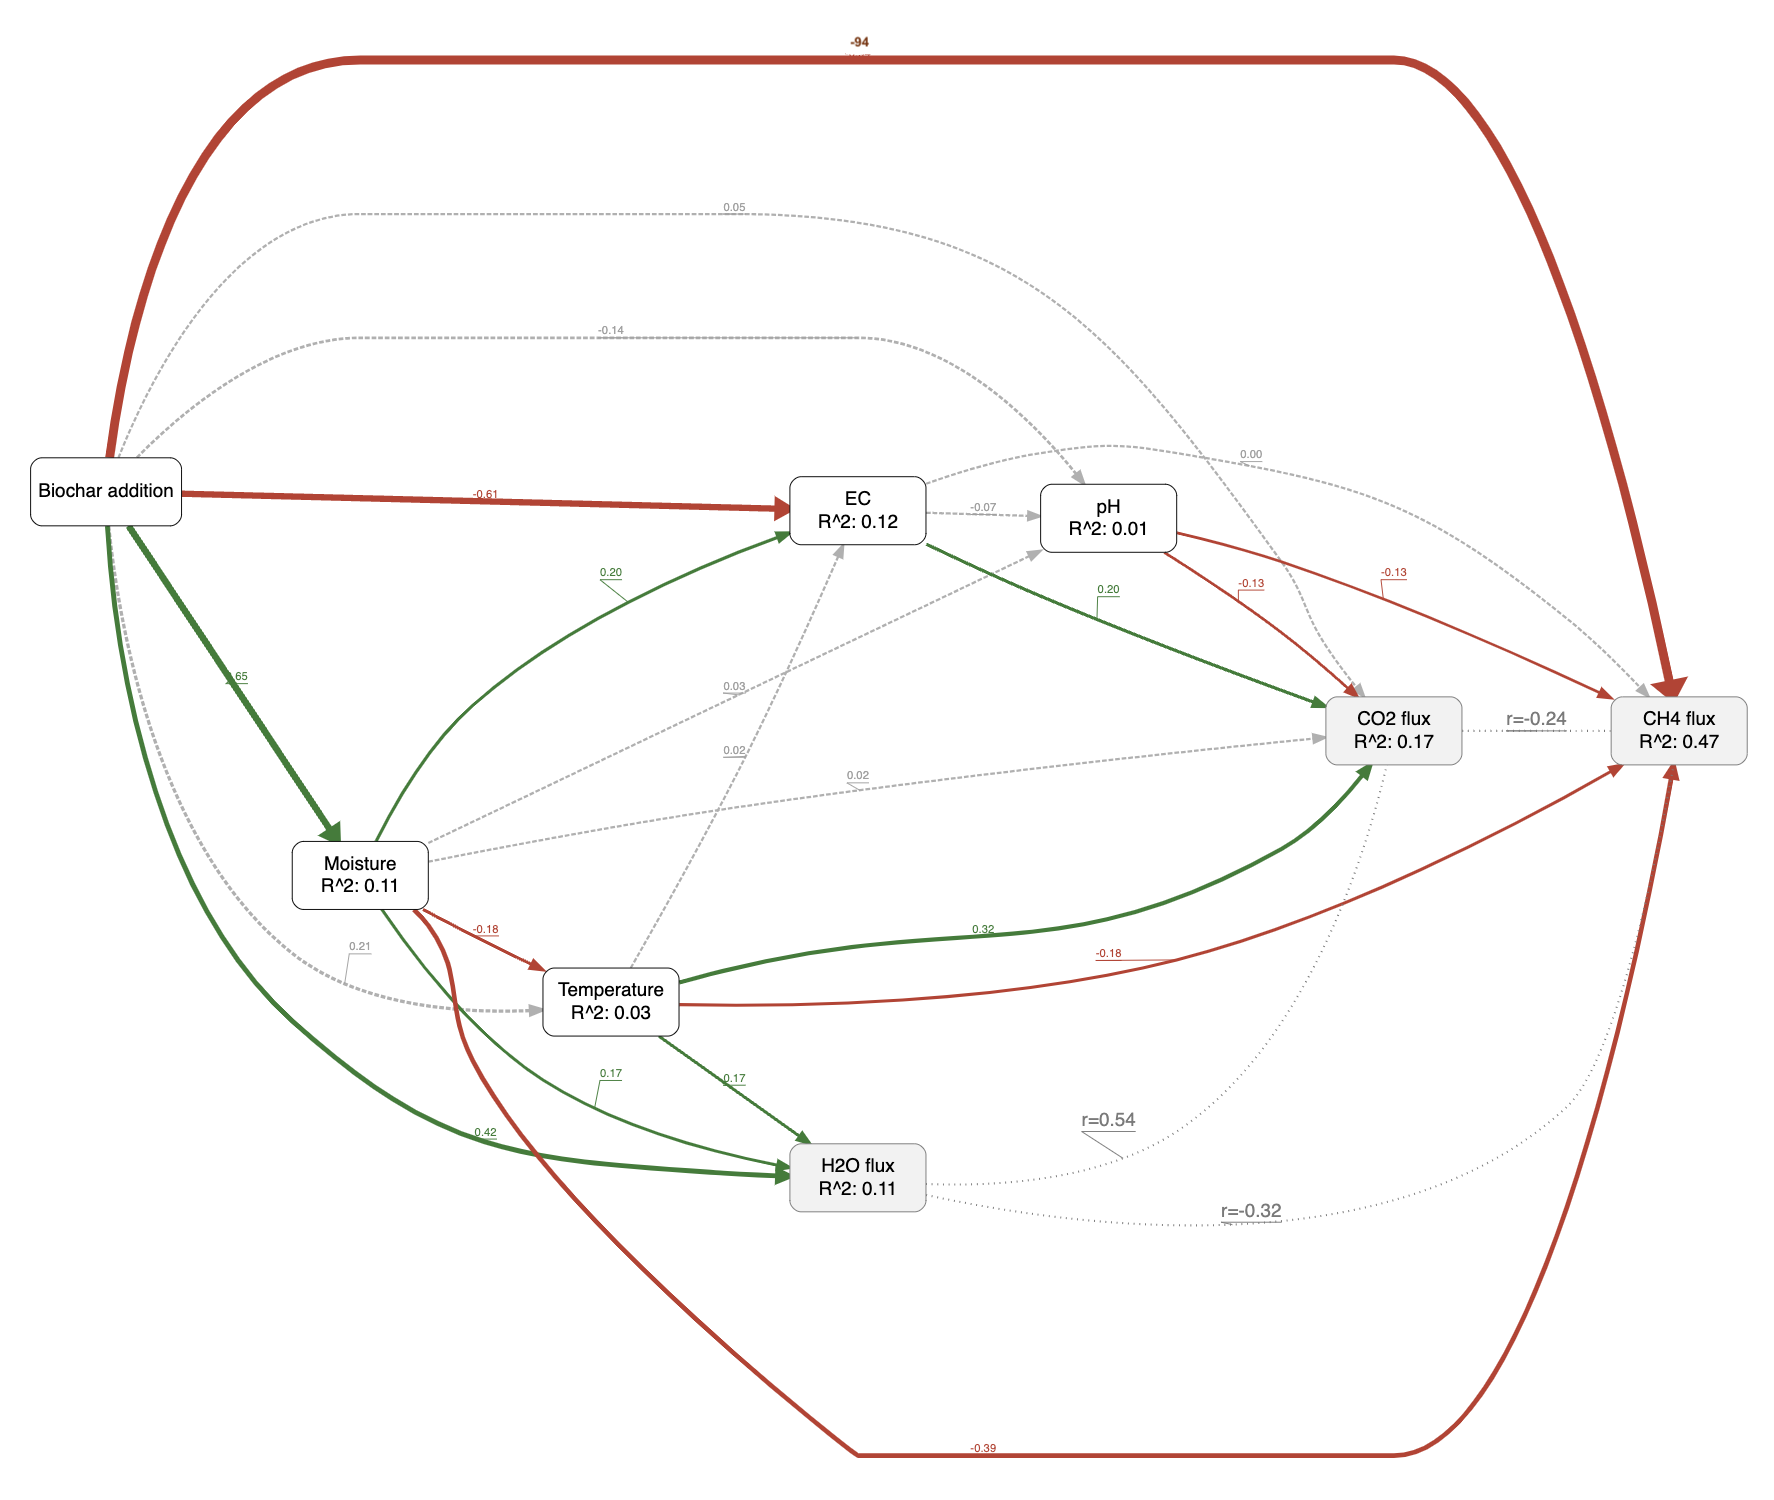 -94
0.05
-0.14
0.00
Biochar addition
-0.61
EC
R^2: 0.12
-0.07
pH
R^2: 0.01
0.20
0.20
-0.13
-0.13
.65
0.03
0.02
0.02
CO2 flux
R^2: 0.17
r=-0.24
CH4 flux
R^2: 0.47
Moisture
R^2: 0.11
-0.18
0.21
0.32
-0.18
Temperature
R^2: 0.03
0.17
0.17
0.42
r=0.54
H2O flux
R^2: 0.11
r=-0.32
-0.39